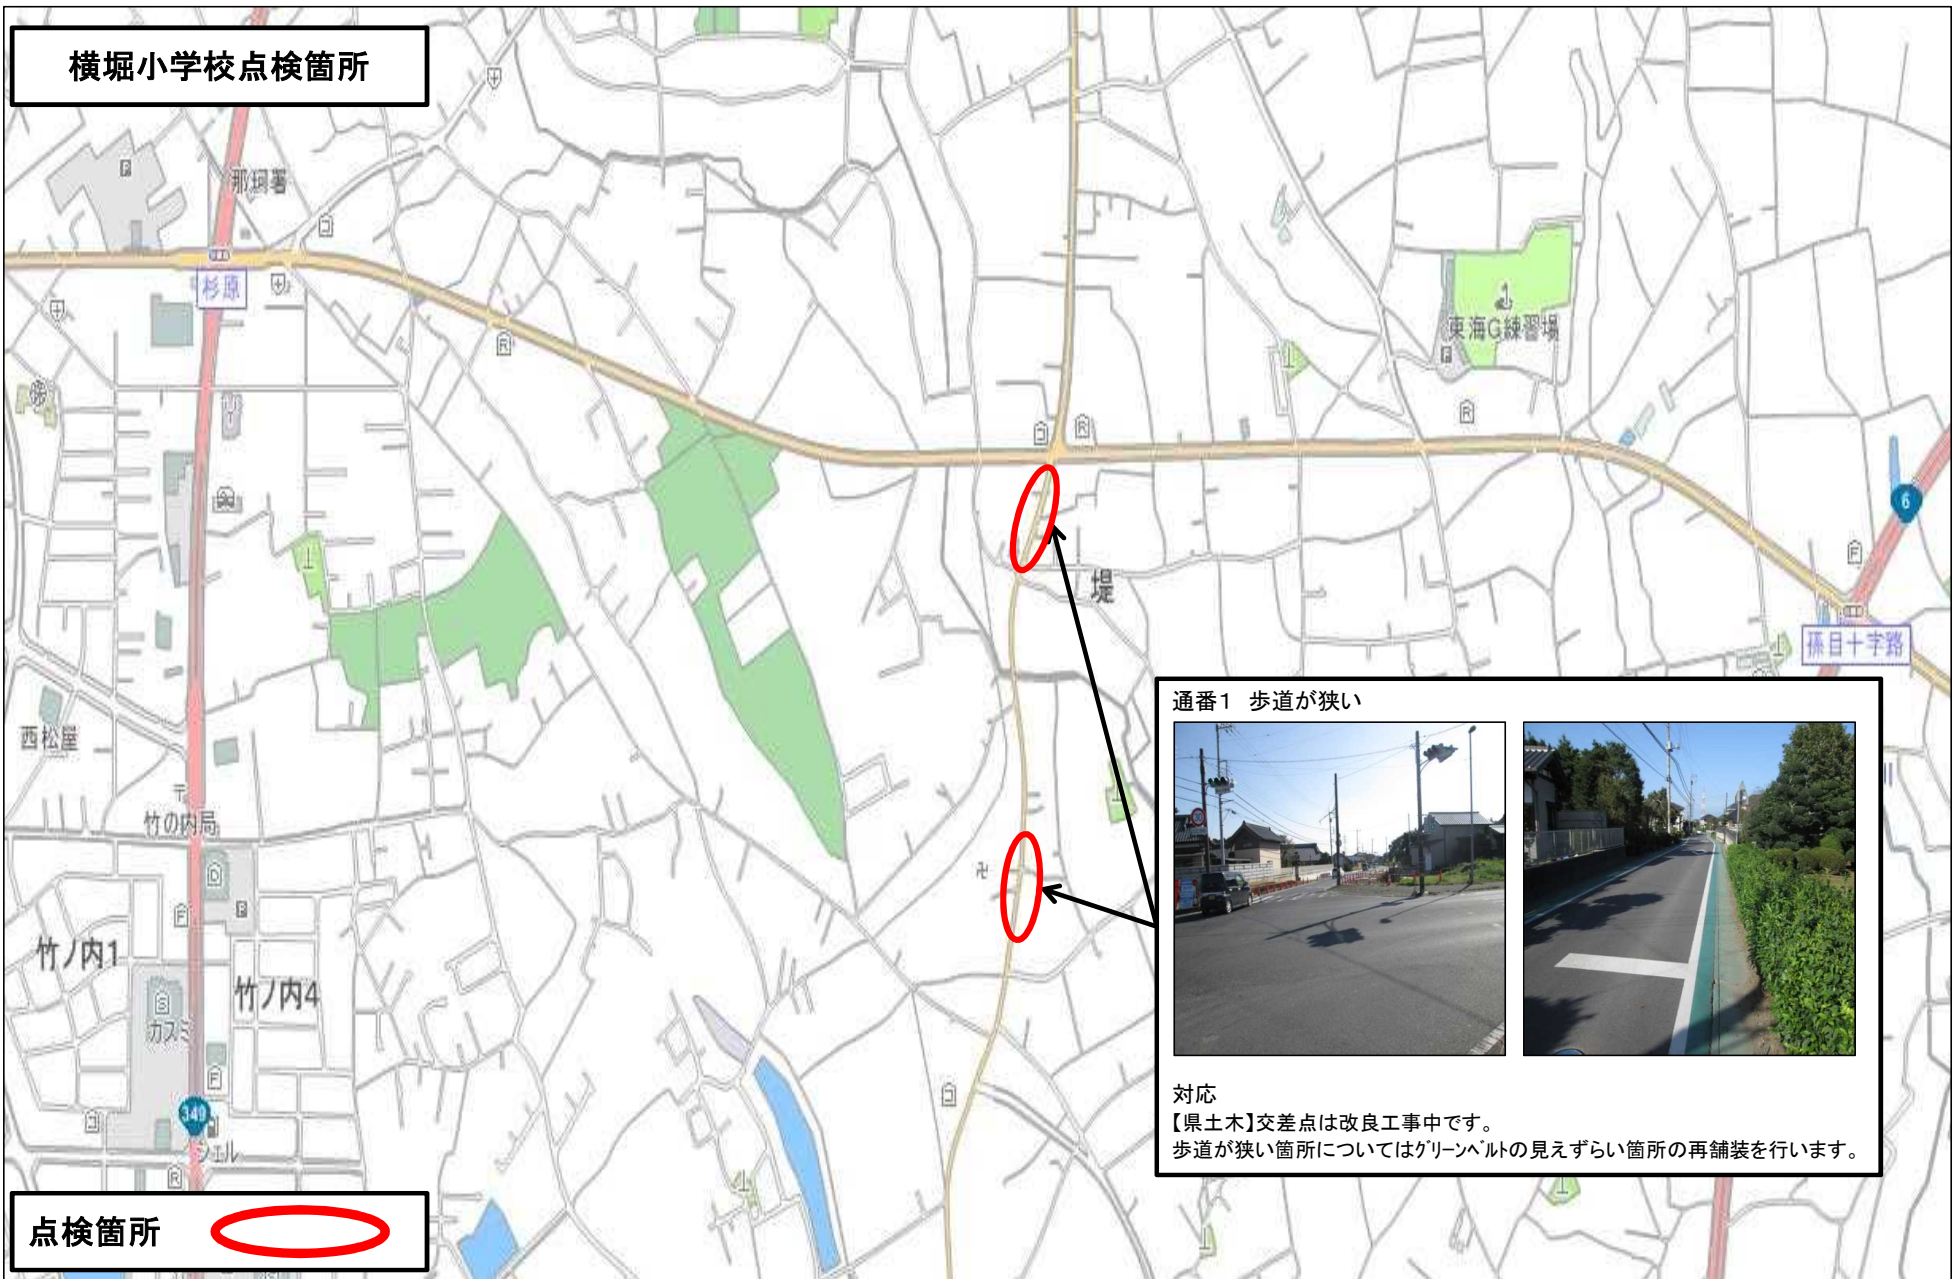 横堀小学校点検箇所
那珂署
杉原
東海G練習場
6
堤
孫目十字路
西松屋
竹の内局
竹ノ内1
竹ノ内4
カスミ
349
シェル
通番1 歩道が狭い
対応
【県土木】交差点は改良工事中です。
歩道が狭い箇所についてはグリーンベルトの見えずらい箇所の再舗装を行います。
点検箇所